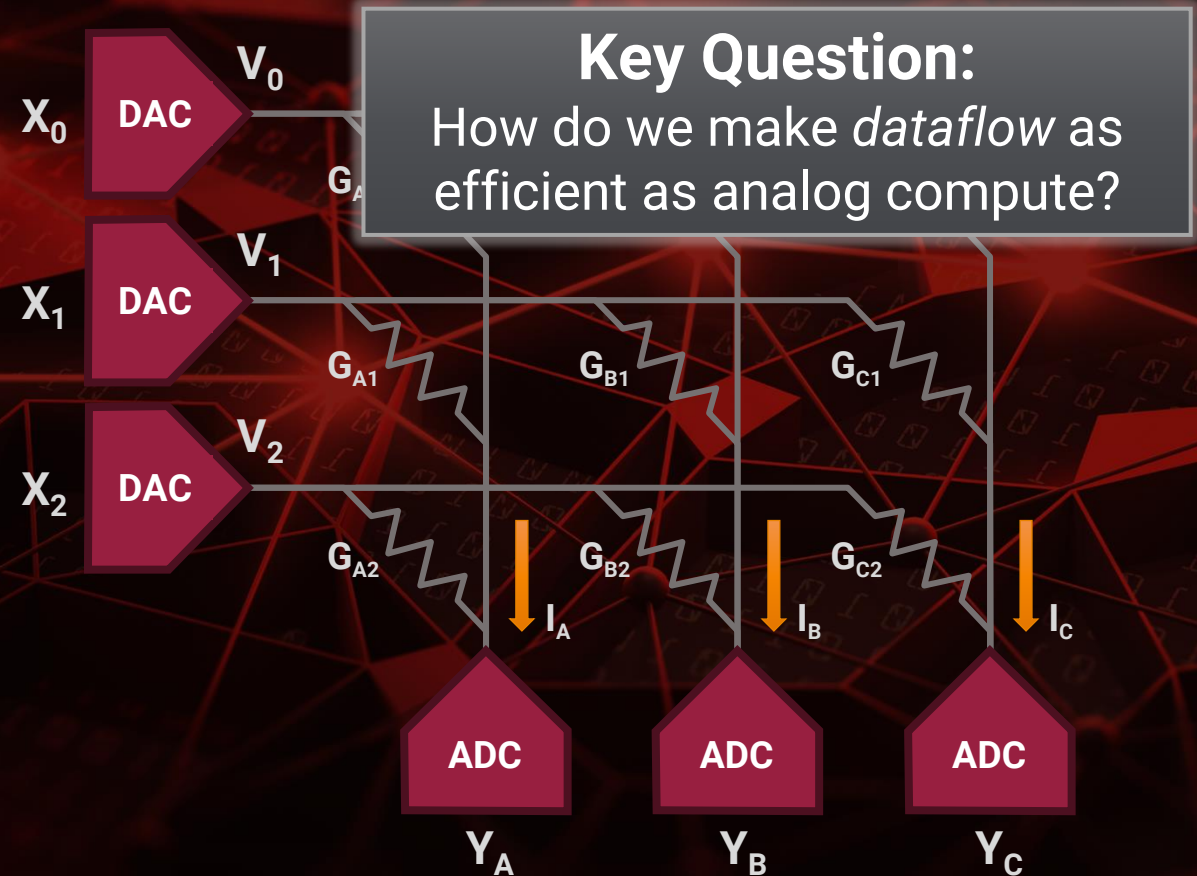 Key Question:
How do we make dataflow as
efficient as analog compute?
X0
DAC
V0
X1
DAC
V1
GA1
GB1
GC1
X2
DAC
V2
GA2
GB2
GC2
IA
IB
IC
ADC
ADC
ADC
YA
YB
YC